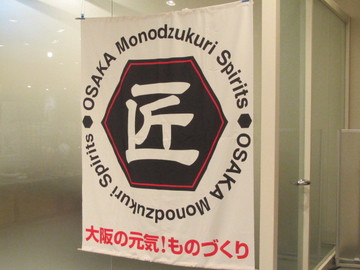 OSAKA Monodzukuri Spirits
OSAKA Monodzukuri Spirits
匠
大阪の元気!ものづくり